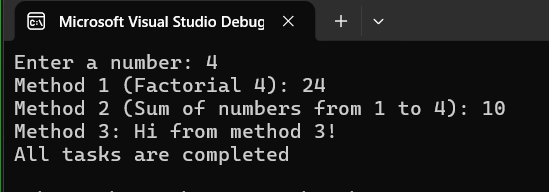 Microsoft Visual Studio Debug
Enter a number: 4
Method 1 (Factorial 4): 24
Method 2 (Sum of numbers from 1 to 4): 10
Method 3: Hi from method 3!
All tasks are completed